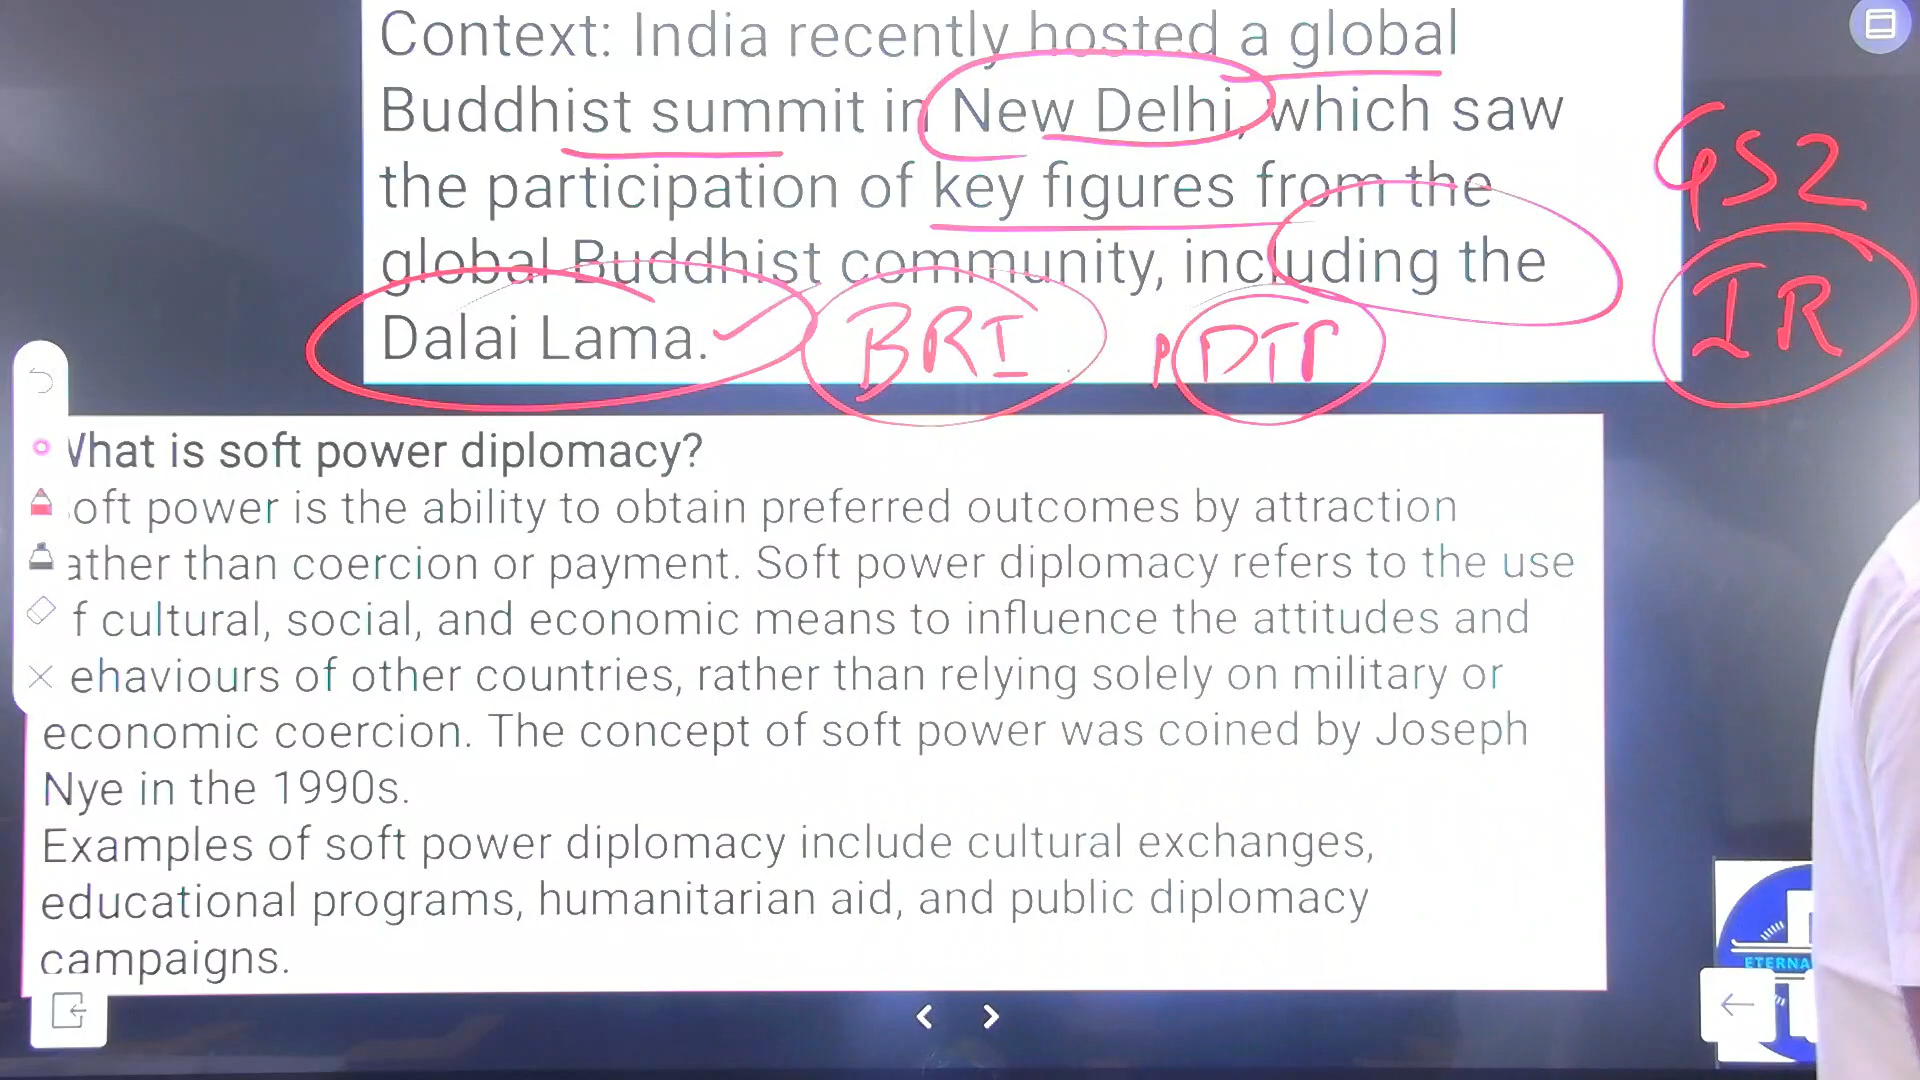 Context: India recently hosted a global
Buddhist summit in New Delhi, which saw
the participation of key figures from the
global Buddhist community, including the
Dalai Lama.
BRI
GS2
IR
What is soft power diplomacy?
oft power is the ability to obtain preferred outcomes by attraction
ather than coercion or payment. Soft power diplomacy refers to the use
f cultural, social, and economic means to influence the attitudes and
ehaviours of other countries, rather than relying solely on military or
economic coercion. The concept of soft power was coined by Joseph
Nye in the 1990s.
Examples of soft power diplomacy include cultural exchanges,
educational programs, humanitarian aid, and public diplomacy
campaigns.
ETERNA